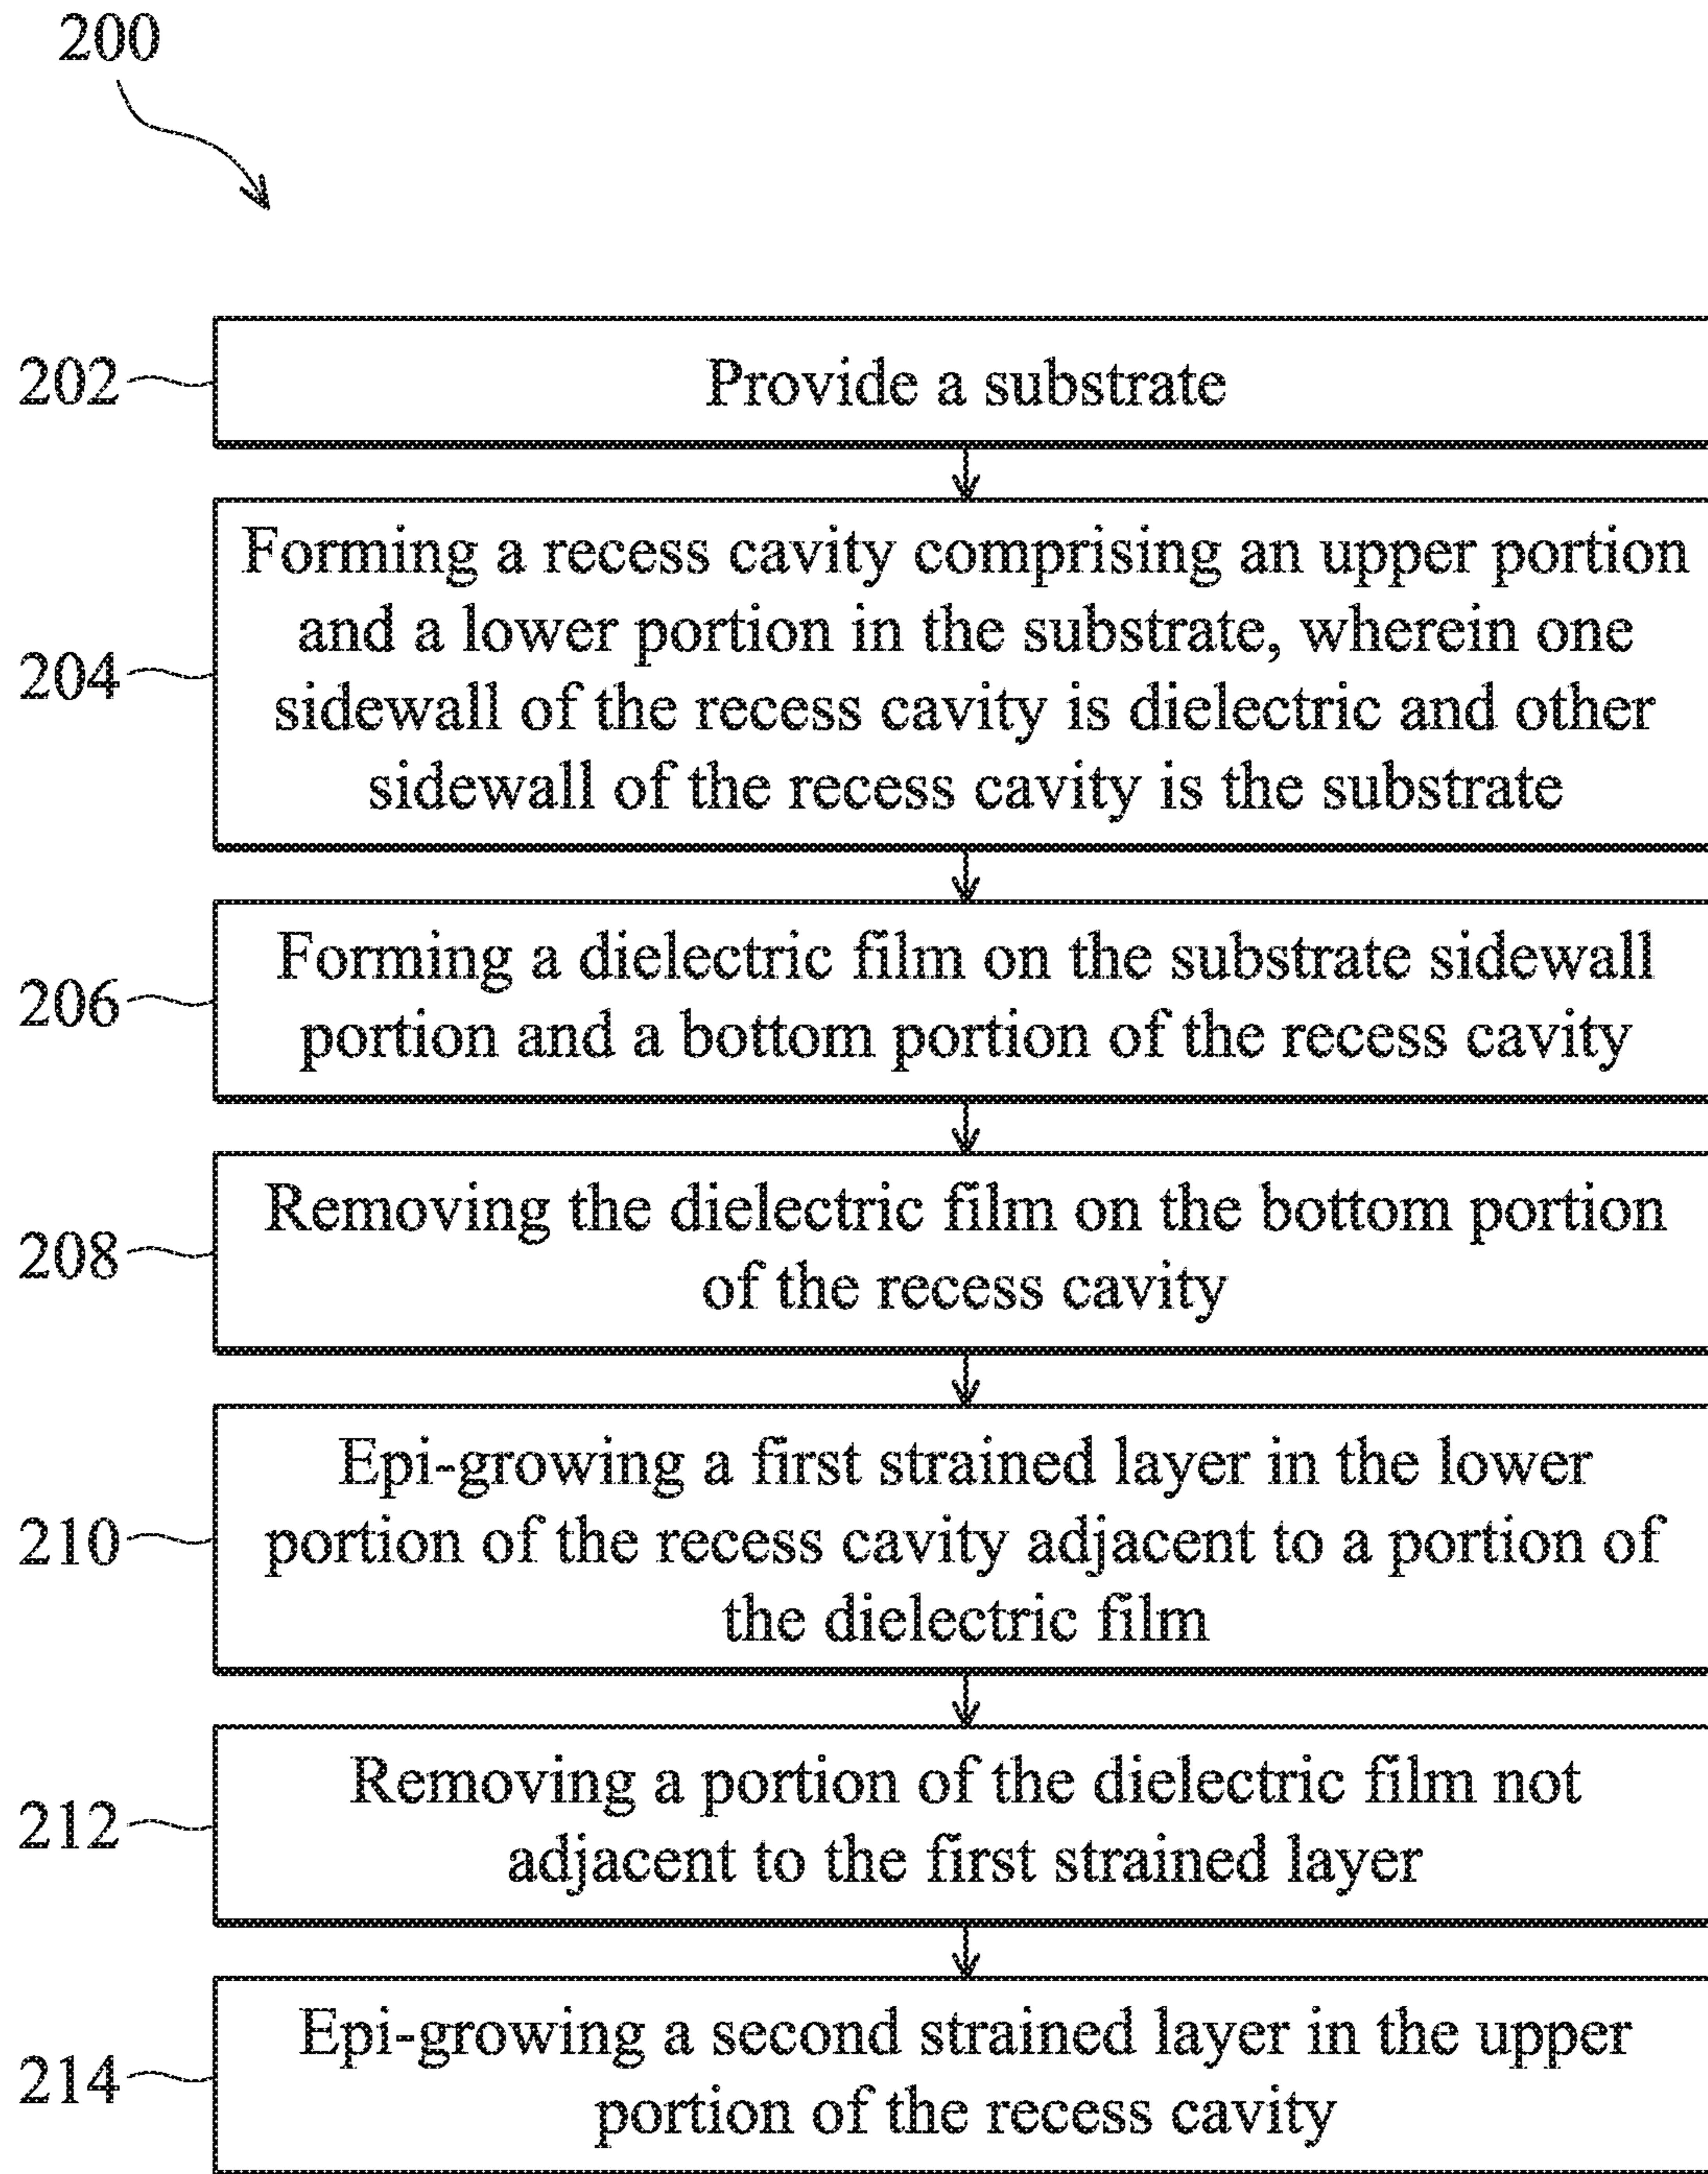 200
202
Provide a substrate
204
Forming a recess cavity comprising an upper portion
and a lower portion in the substrate, wherein one
sidewall of the recess cavity is dielectric and other
sidewall of the recess cavity is the substrate
206
Forming a dielectric film on the substrate sidewall
portion and a bottom portion of the recess cavity
208
Removing the dielectric film on the bottom portion
of the recess cavity
210
Epi-growing a first strained layer in the lower
portion of the recess cavity adjacent to a portion of
the dielectric film
212
Removing a portion of the dielectric film not
adjacent to the first strained layer
214
Epi-growing a second strained layer in the upper
portion of the recess cavity